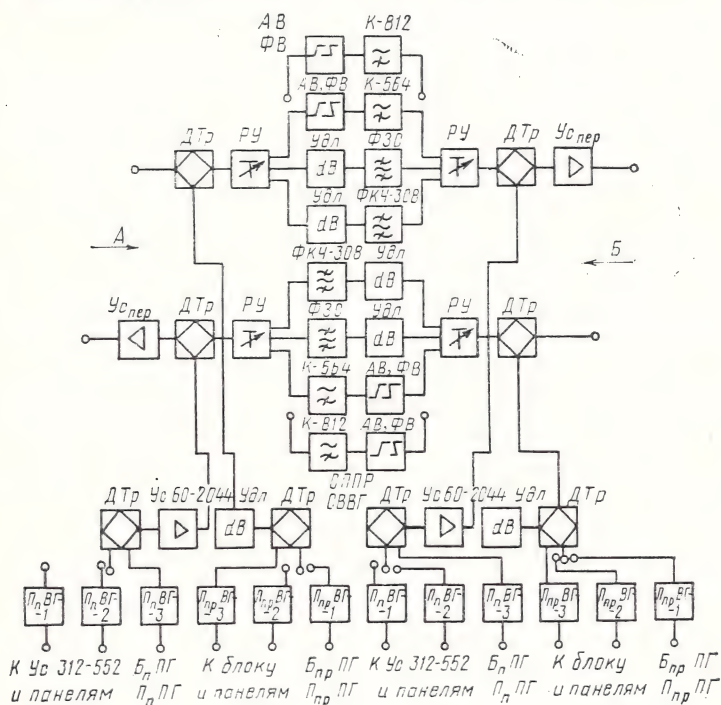 АВ К-812
ФВ
АВ, ФВ К-564
ДТр РУ Удл ФЗС РУ ДТр Ус пер
dB
Удл ФКЧ-308
А dB Б
ФКЧ-308 Удл
Ус пер ДТр РУ dB РУ ДТр
ФЗС Удл
dB
К-564 АВ, ФВ
К-812 АВ, ФВ
СЛПР
СВВГ
ДТр Ус 60-2044 Удл ДТр ДТр Ус 60-2044 Удл ДТр
dB dB
Пп ВГ-1 Пп ВГ-2 Пп ВГ-3 Ппр ВГ-3 Ппр ВГ-2 Ппр ВГ-1 Пп ВГ-1 Пп ВГ-2 Пп ВГ-3 Ппр ВГ-3 Ппр ВГ-2 Ппр ВГ-1
К Ус 312-552 Бп ПГ К блоку Бпр ПГ К Ус 312-552 Бп ПГ К блоку Бпр ПГ
и панелям Пп ПГ и панелям Ппр ПГ и панелям Пп ПГ и панелям Ппр ПГ